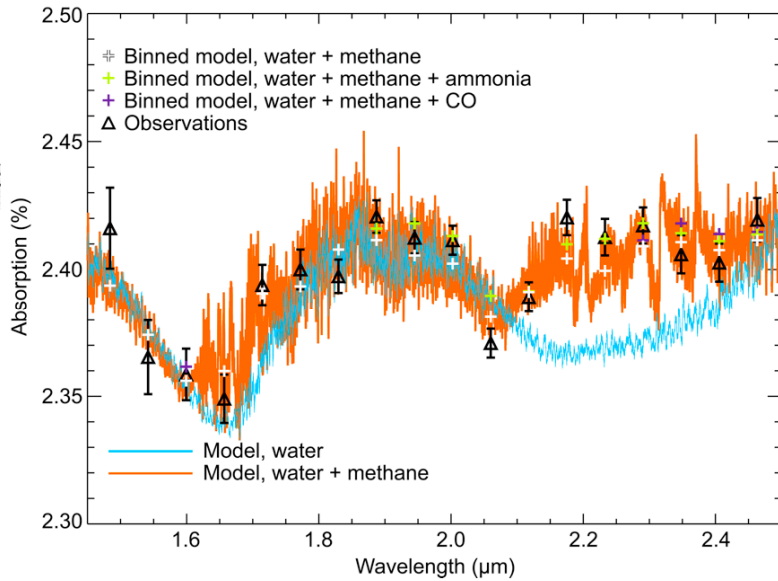 2.50
Binned model, water + methane
Binned model, water + methane + ammonia
Binned model, water + methane + CO
Observations
2.45
2.40
2.35
2.30
Absorption (%)
Model, water
Model, water + methane
1.6 1.8 2.0 2.2 2.4
Wavelength (µm)